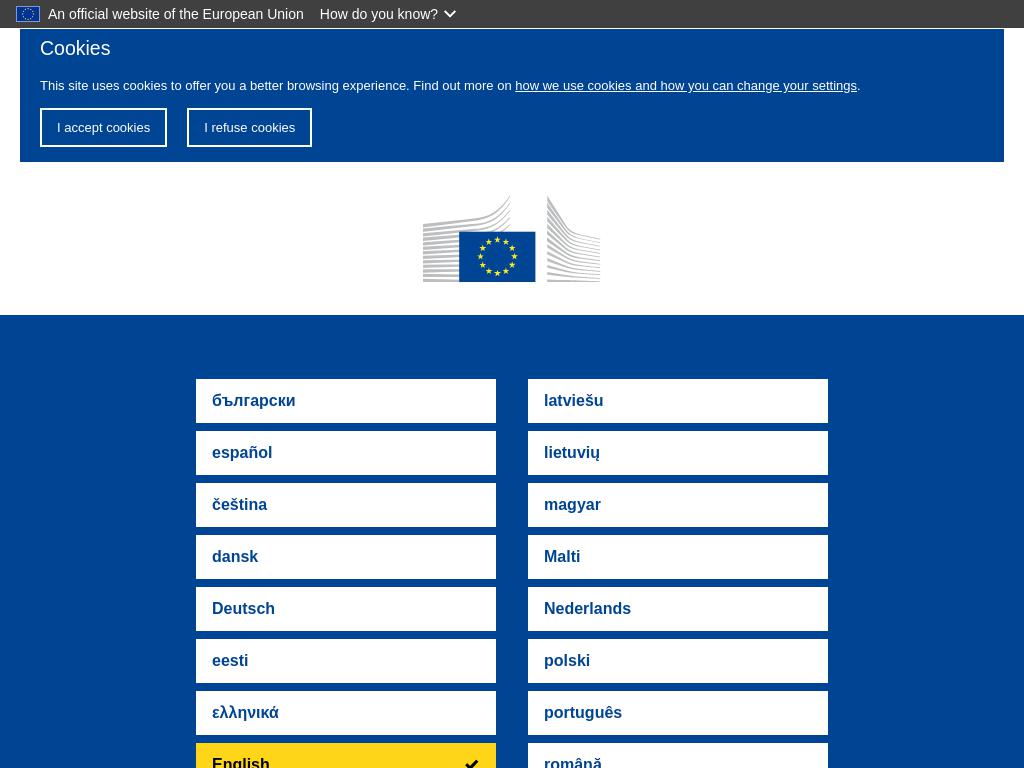 An official website of the European Union How do you know?
Cookies
This site uses cookies to offer you a better browsing experience. Find out more on how we use cookies and how you can change your settings.
I accept cookies
I refuse cookies
български
español
čeština
dansk
Deutsch
eesti
ελληνικά
English
latviešu
lietuvių
magyar
Malti
Nederlands
polski
português
română